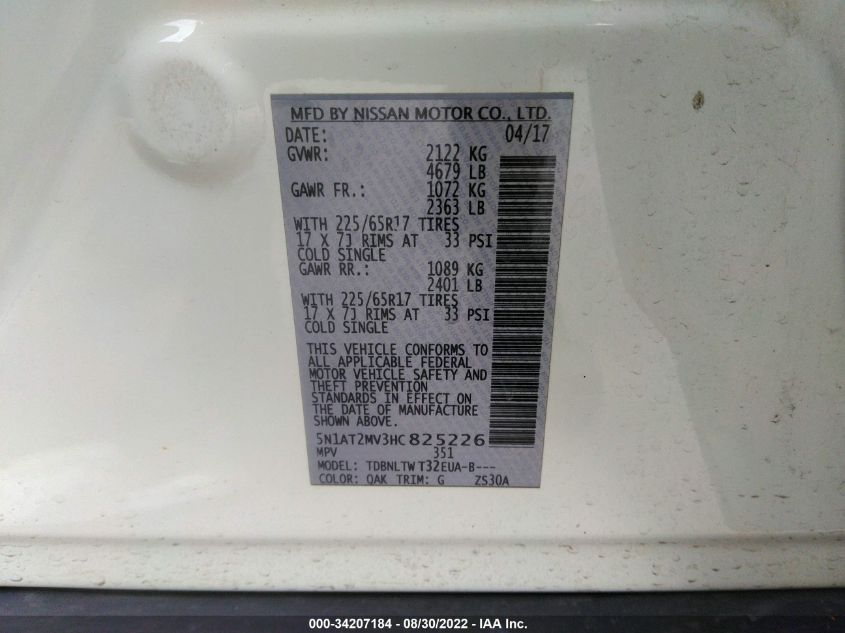 MFD BY NISSAN MOTOR CO., LTD.
DATE: 04/17
GVWR: 2122 KG
4679 LB
GAWR FR.: 1072 KG
2363 LB
WITH 225/65R17 TIRES
17 X 7J RIMS AT 33 PSI
COLD SINGLE
GAWR RR.: 1089 KG
2401 LB
WITH 225/65R17 TIRES
17 X 7J RIMS AT 33 PSI
COLD SINGLE
THIS VEHICLE CONFORMS TO
ALL APPLICABLE FEDERAL
MOTOR VEHICLE SAFETY AND
THEFT PREVENTION
STANDARDS IN EFFECT ON
THE DATE OF MANUFACTURE
SHOWN ABOVE.
5N1AT2MV3HC825226
MPV 351
MODEL: TDBNLTW T32EUA-B---
COLOR: QAK TRIM: G ZS30A
000-34207184 - 08/30/2022 - IAA Inc.